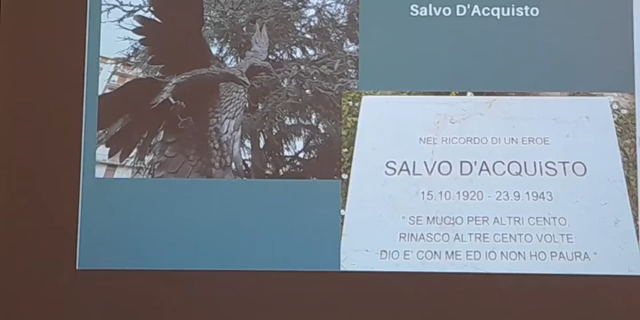 Salvo D'Acquisto
NEL RICORDO DI UN EROE
SALVO D'ACQUISTO
15.10.1920 - 23.9.1943
" SE MUOIO PER ALTRI CENTO
RINASCO ALTRE CENTO VOLTE
DIO E' CON ME ED IO NON HO PAURA "